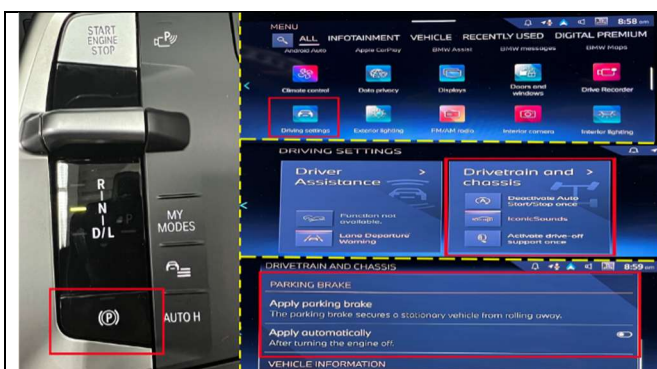 START
ENGINE
STOP
P
R
N
D/L
P
MY
MODES
(P)
AUTO H
MENU
8:58 am
ALL INFOTAINMENT VEHICLE RECENTLY USED DIGITAL PREMIUM
Android Auto Apple CarPlay BMW Assist BMW messages BMW Maps
Climate control Data privacy Displays Doors and windows Drive Recorder
Driving settings Exterior lighting FM/AM radio Interior camera Interior lighting
DRIVING SETTINGS
Driver
Assistance >
Function not
available.
Lane Departure
Warning
Drivetrain and >
chassis
Deactivate Auto
Start/Stop once
IconicSounds
Activate drive-off
support once
DRIVETRAIN AND CHASSIS
8:59 am
PARKING BRAKE
Apply parking brake
The parking brake secures a stationary vehicle from rolling away.
Apply automatically
After turning the engine off.
VEHICLE INFORMATION